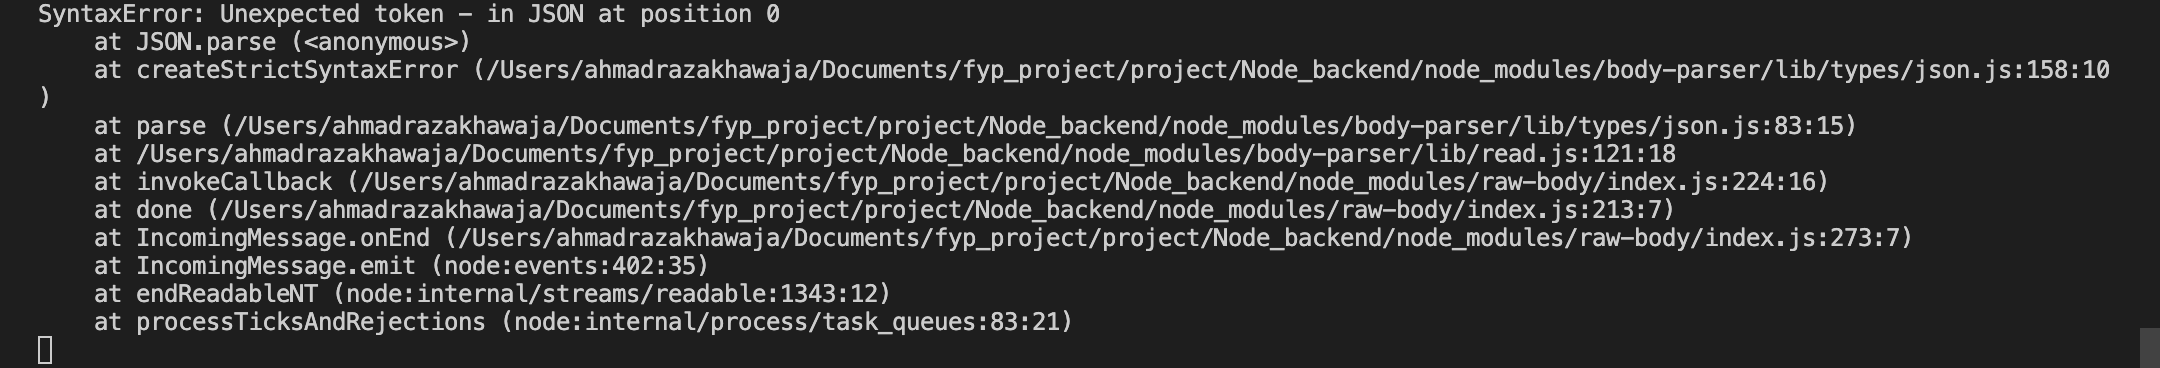 SyntaxError: Unexpected token - in JSON at position 0
    at JSON.parse (<anonymous>)
    at createStrictSyntaxError (/Users/ahmadrazakhawaja/Documents/fyp_project/project/Node_backend/node_modules/body-parser/lib/types/json.js:158:10
)
    at parse (/Users/ahmadrazakhawaja/Documents/fyp_project/project/Node_backend/node_modules/body-parser/lib/types/json.js:83:15)
    at /Users/ahmadrazakhawaja/Documents/fyp_project/project/Node_backend/node_modules/body-parser/lib/read.js:121:18
    at invokeCallback (/Users/ahmadrazakhawaja/Documents/fyp_project/project/Node_backend/node_modules/raw-body/index.js:224:16)
    at done (/Users/ahmadrazakhawaja/Documents/fyp_project/project/Node_backend/node_modules/raw-body/index.js:213:7)
    at IncomingMessage.onEnd (/Users/ahmadrazakhawaja/Documents/fyp_project/project/Node_backend/node_modules/raw-body/index.js:273:7)
    at IncomingMessage.emit (node:events:402:35)
    at endReadableNT (node:internal/streams/readable:1343:12)
    at processTicksAndRejections (node:internal/process/task_queues:83:21)